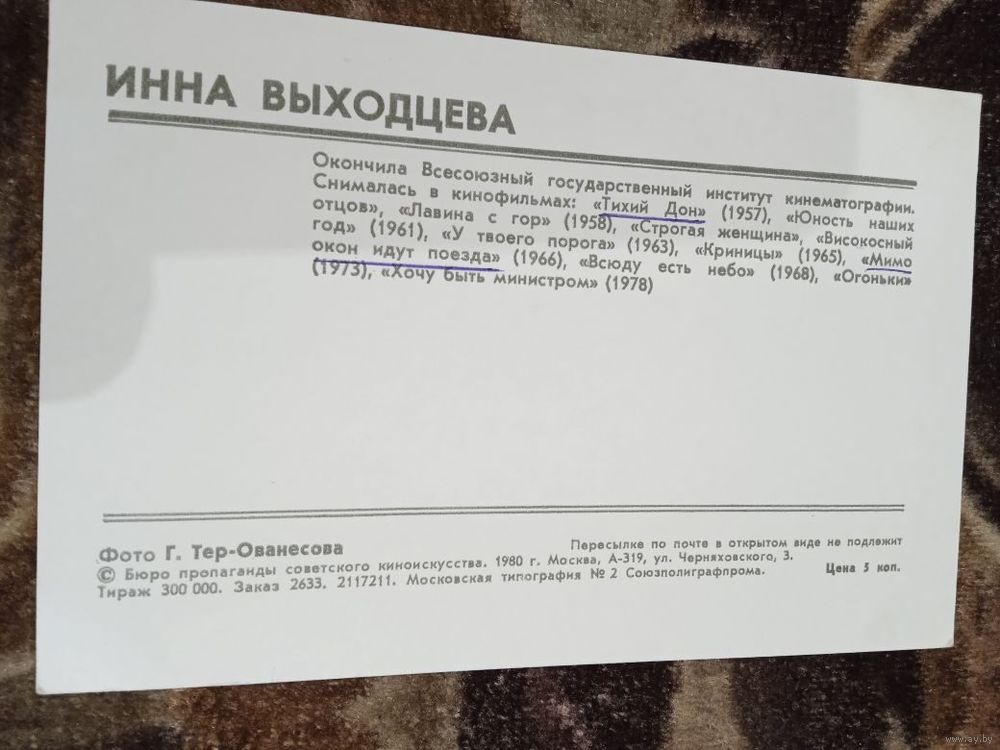 ИННА ВЫХОДЦЕВА
Окончила Всесоюзный государственный институт кинематографии.
Снималась в кинофильмах: «Тихий Дон» (1957), «Юность наших
отцов», «Лавина с гор» (1958), «Строгая женщина», «Високосный
год» (1961), «У твоего порога» (1963), «Криницы» (1965), «Мимо
окон идут поезда» (1966), «Всюду есть небо» (1968), «Огоньки»
(1973), «Хочу быть министром» (1978)
Фото Г. Тер-Ованесова
Пересылке по почте в открытом виде не подлежит
© Бюро пропаганды советского киноискусства. 1980 г. Москва, А-319, ул. Черняховского, 3.
Тираж 300 000. Заказ 2633. 2117211. Московская типография № 2 Союзполиграфпрома.
Цена 5 коп.
www.ay.by